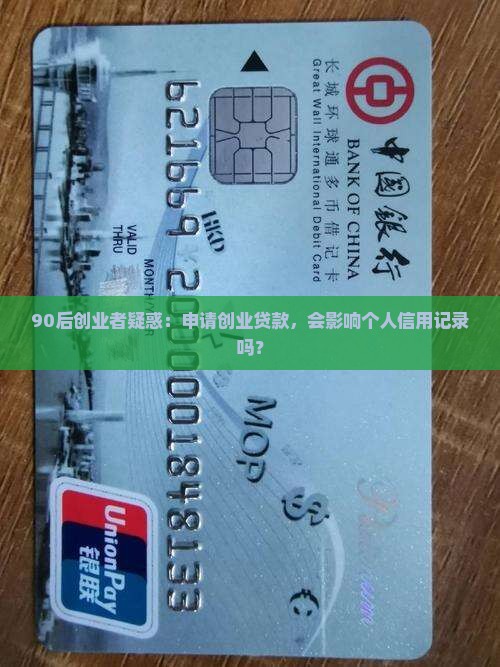 中国银行
BANK OF CHINA
长城环球通多币借记卡
Great Wall International Debit Card
621669 2000001848133
HKD
VALID
THRU
90后创业者疑惑：申请创业贷款，会影响个人信用记录
吗？
MOP
$
€
UnionPay
银联